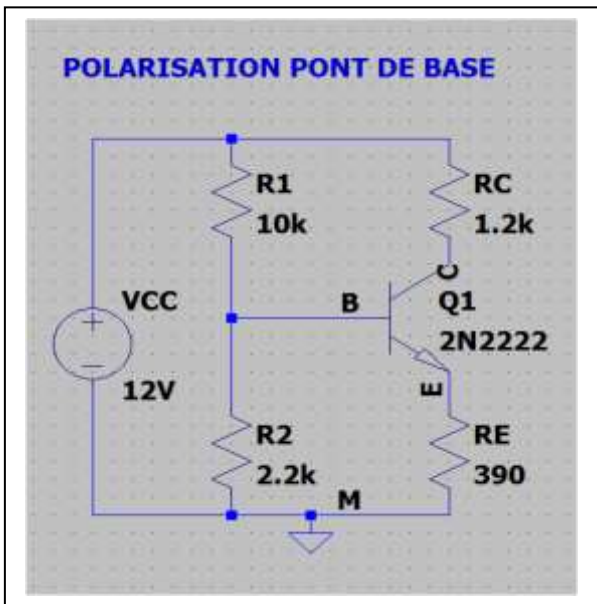 POLARISATION PONT DE BASE
R1
10k
RC
1.2k
C
VCC
B
Q1
2N2222
12V
E
R2
2.2k
RE
390
M